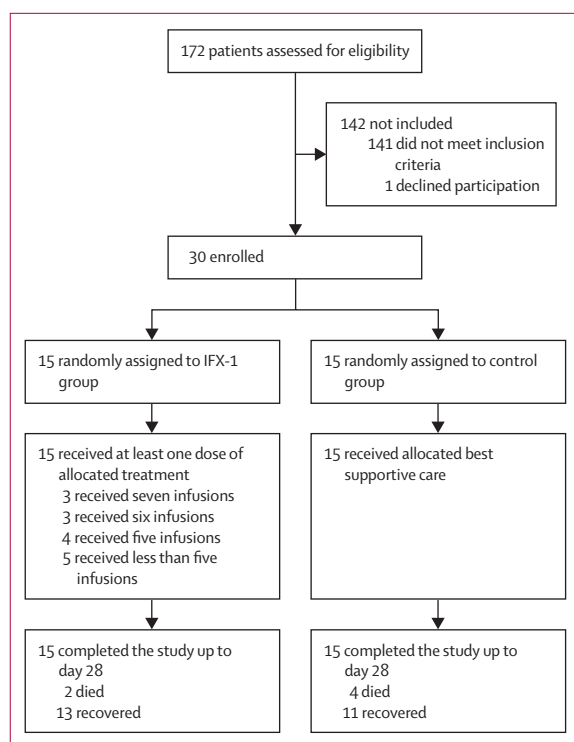 172 patients assessed for eligibility
142 not included
141 did not meet inclusion
criteria
1 declined participation
30 enrolled
15 randomly assigned to IFX-1
group
15 randomly assigned to control
group
15 received at least one dose of
allocated treatment
3 received seven infusions
3 received six infusions
4 received five infusions
5 received less than five
infusions
15 received allocated best
supportive care
15 completed the study up to
day 28
2 died
13 recovered
15 completed the study up to
day 28
4 died
11 recovered